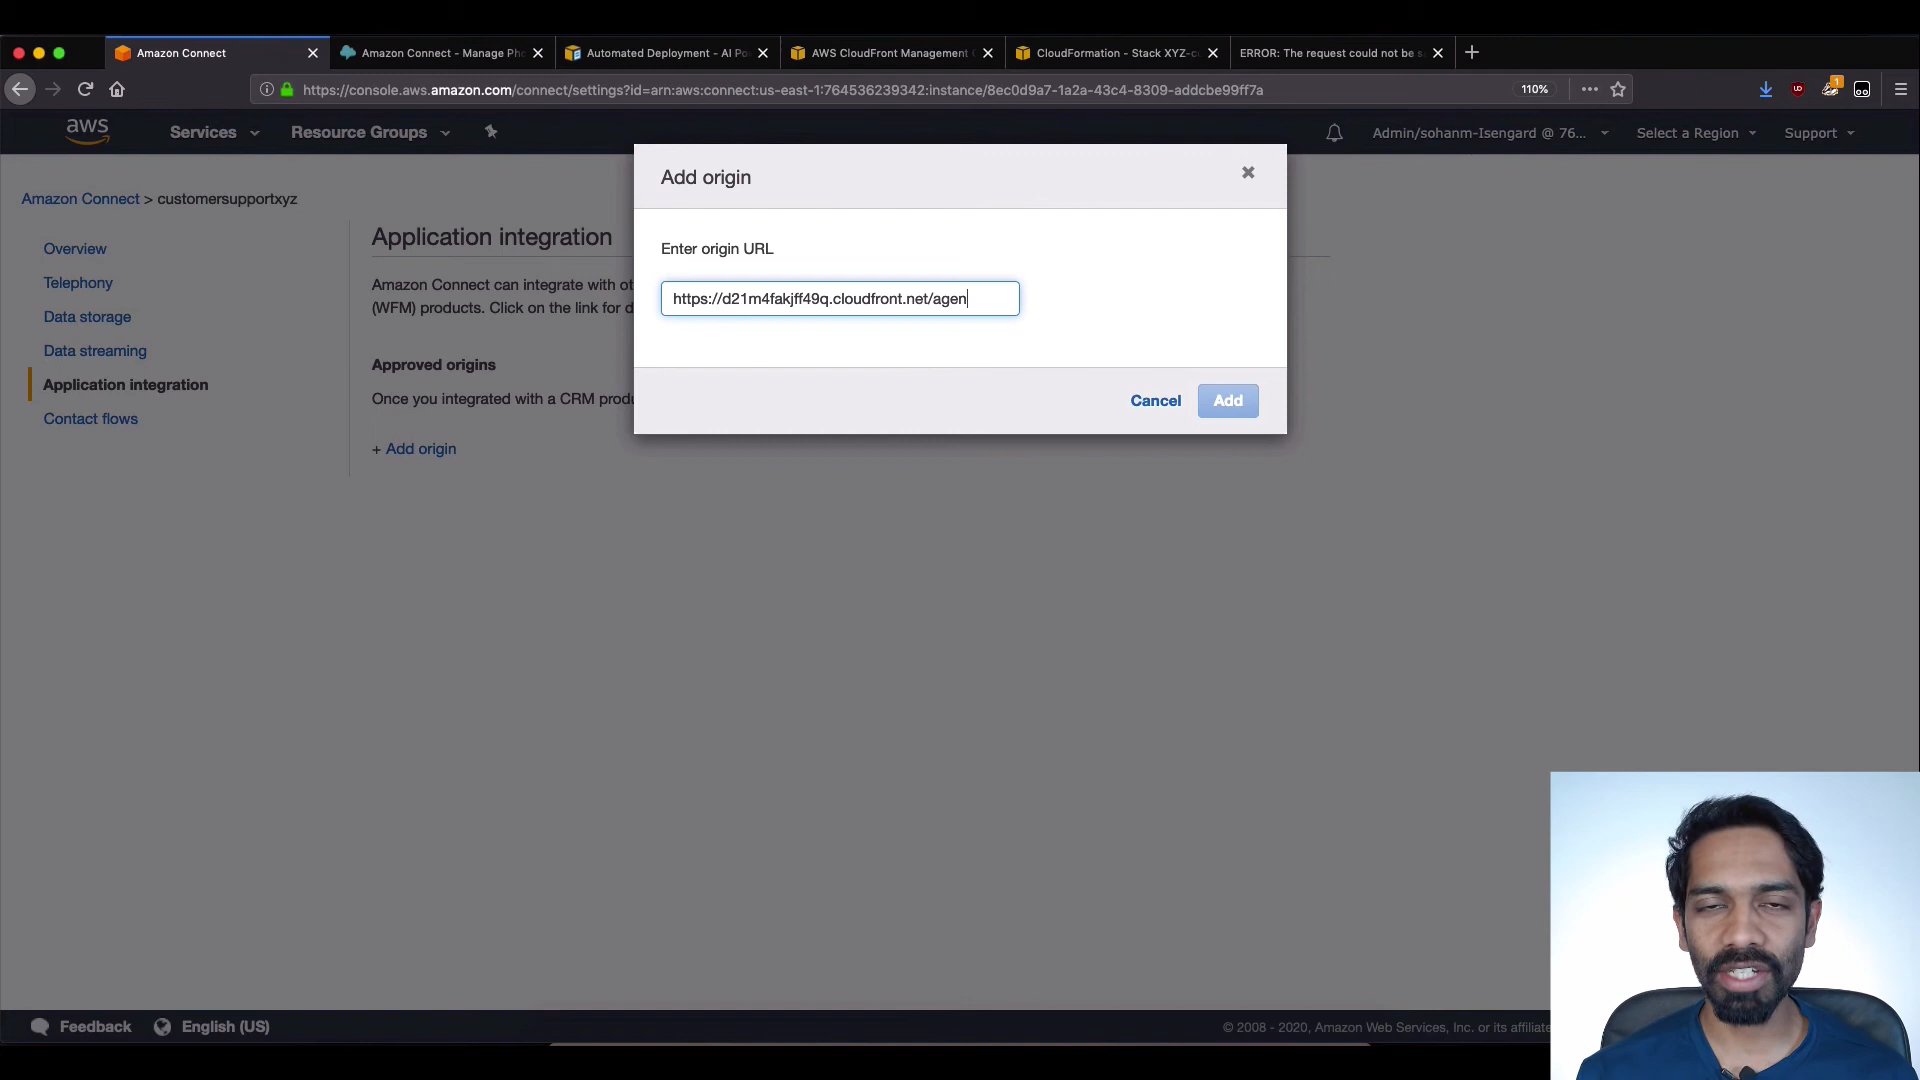 Amazon Connect
Amazon Connect - Manage Pho
Automated Deployment - AI Po
AWS CloudFront Management C
CloudFormation - Stack XYZ-c
ERROR: The request could not be s
https://console.aws.amazon.com/connect/settings?id=arn:aws:connect:us-east-1:764536239342:instance/8ec0d9a7-1a2a-43c4-8309-addcbe99ff7a
110%
1
aws
Services
Resource Groups
Admin/sohanm-Isengard @ 76...
Select a Region
Support
Amazon Connect > customersupportxyz
Overview
Telephony
Data storage
Data streaming
Application integration
Contact flows
Application integration
Amazon Connect can integrate with ot
(WFM) products. Click on the link for d
Approved origins
Once you integrated with a CRM produ
+ Add origin
Add origin
Enter origin URL
https://d21m4fakjff49q.cloudfront.net/agen
Cancel
Add
Feedback
English (US)
© 2008 - 2020, Amazon Web Services, Inc. or its affiliate